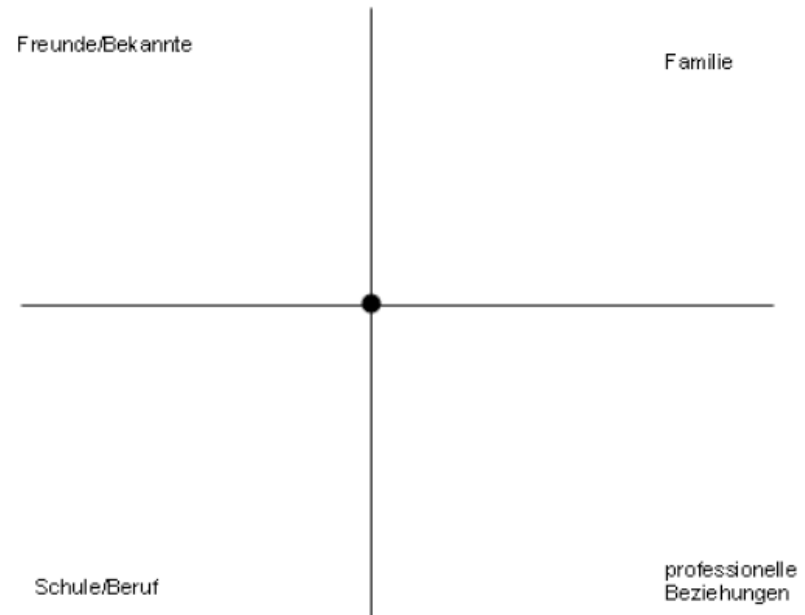 Freunde/Bekannte
Familie
Schule/Beruf
professionelle
Beziehungen